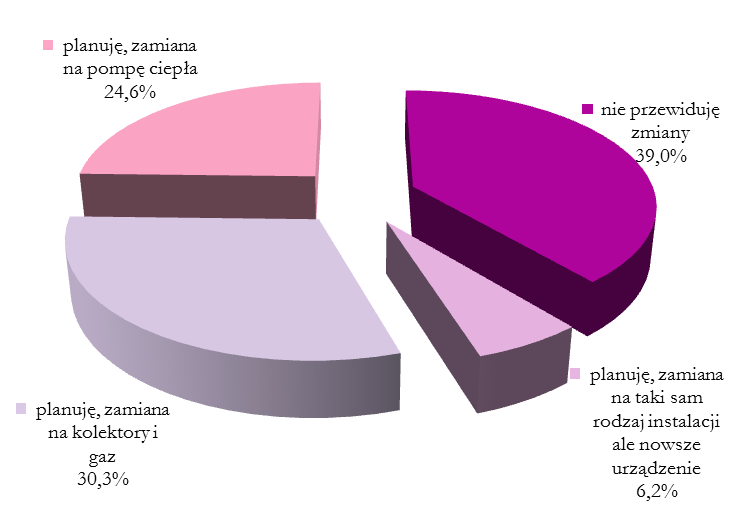 planuję, zamiana
na pompę ciepła
24,6%
nie przewiduję
zmiany
39,0%
planuję, zamiana
na taki sam
rodzaj instalacji
ale nowsze
urządzenie
6,2%
planuję, zamiana
na kolektory i
gaz
30,3%